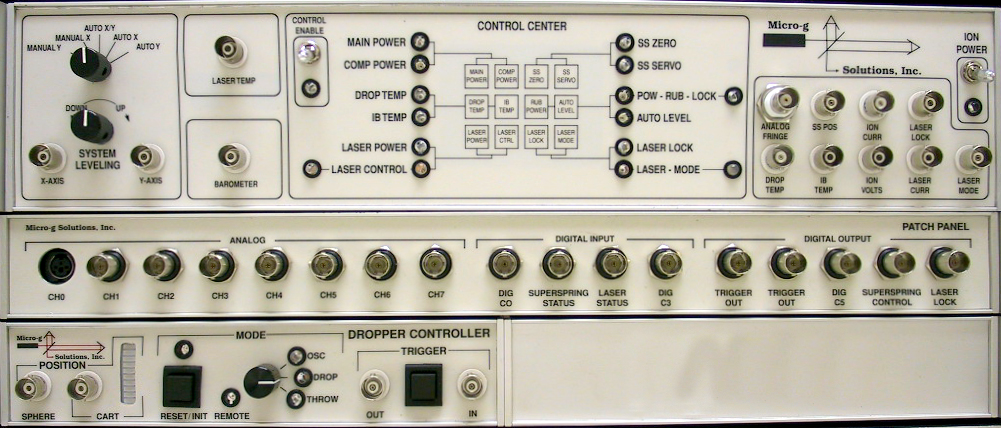 AUTO X/Y
MANUAL X
AUTO X
MANUAL Y
AUTO Y
DOWN
UP
SYSTEM
LEVELING
X-AXIS
Y-AXIS
LASER TEMP
BAROMETER
CONTROL
ENABLE
CONTROL CENTER
MAIN POWER
COMP POWER
DROP TEMP
IB TEMP
LASER POWER
LASER CONTROL
MAIN
POWER
COMP
POWER
SS
ZERO
SS
SERVO
DROP
TEMP
IB
TEMP
RUB
POWER
AUTO
LEVEL
LASER
POWER
LASER
CTRL
LASER
LOCK
LASER
MODE
SS ZERO
SS SERVO
POW - RUB - LOCK
AUTO LEVEL
LASER LOCK
LASER - MODE
Micro-g
Solutions, Inc.
ION
POWER
ANALOG
FRINGE
SS POS
ION
CURR
LASER
LOCK
DROP
TEMP
IB
TEMP
ION
VOLTS
LASER
CURR
LASER
MODE
Micro-g Solutions, Inc.
PATCH PANEL
ANALOG
DIGITAL INPUT
DIGITAL OUTPUT
CH0
CH1
CH2
CH3
CH4
CH5
CH6
CH7
DIG
CO
SUPERSPRING
STATUS
LASER
STATUS
DIG
C3
TRIGGER
OUT
TRIGGER
OUT
DIG
C5
SUPERSPRING
CONTROL
LASER
LOCK
Micro-g
Solutions, Inc.
POSITION
SPHERE
CART
MODE
DROPPER CONTROLLER
RESET/INIT
REMOTE
OSC
DROP
THROW
TRIGGER
OUT
IN